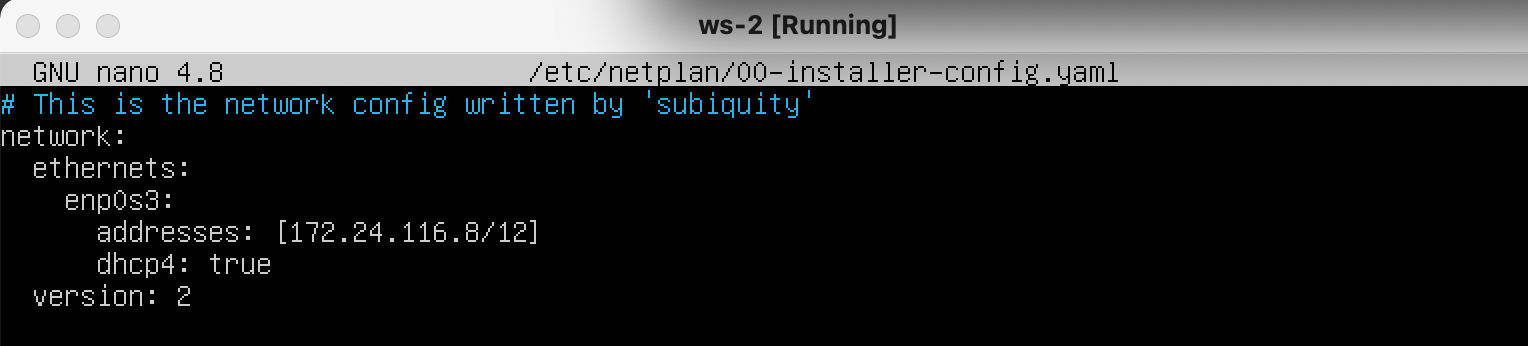 ws-2 [Running]
GNU nano 4.8 /etc/netplan/00-installer-config.yaml
# This is the network config written by 'subiquity'
network:
  ethernets:
    enp0s3:
      addresses: [172.24.116.8/12]
      dhcp4: true
  version: 2